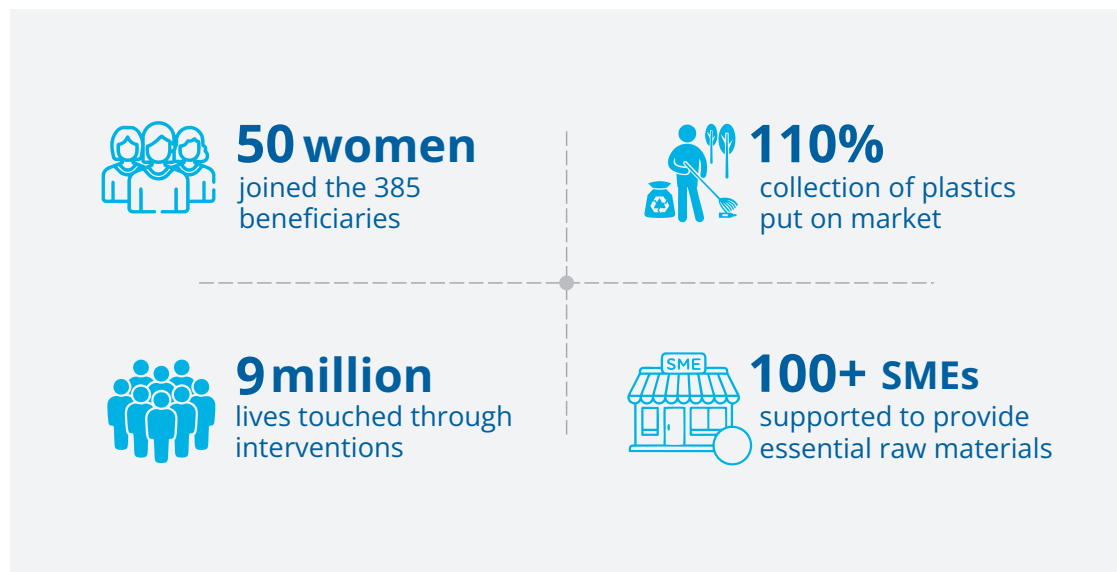 50 women
joined the 385
beneficiaries
110%
collection of plastics
put on market
9 million
lives touched through
interventions
SME
100+ SMEs
supported to provide
essential raw materials